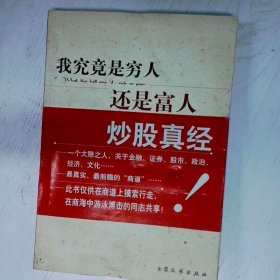 我究竟是穷人
还是富人
炒股真经
——一个大隐之人，关于金融、证券、股市、政治、
经济、文化……
——最真实、最前瞻的“商道”……
——此书仅供在商道上摸索行走，
在商海中游泳搏击的同志共享！